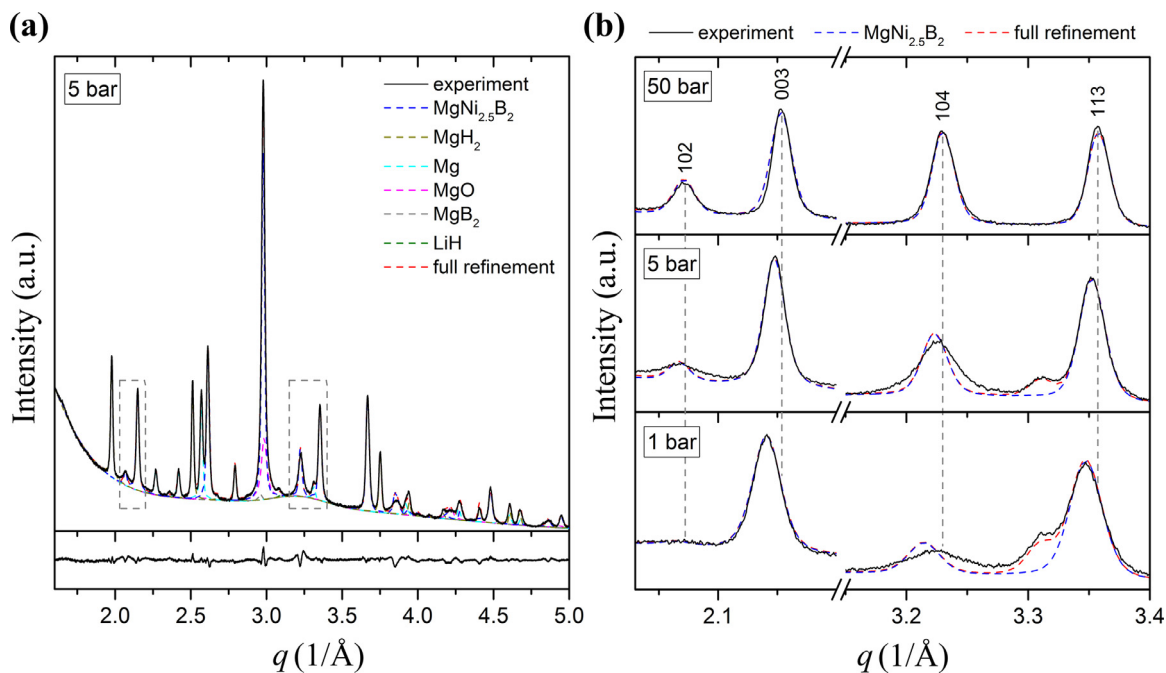 (a)
5 bar
experiment
MgNi2.5B2
MgH2
Mg
MgO
MgB2
LiH
full refinement
Intensity (a.u.)
2.0 2.5 3.0 3.5 4.0 4.5 5.0
q (1/Å)
(b)
experiment MgNi2.5B2 full refinement
50 bar
102
003
104
113
5 bar
1 bar
Intensity (a.u.)
2.1 3.2 3.3 3.4
q (1/Å)